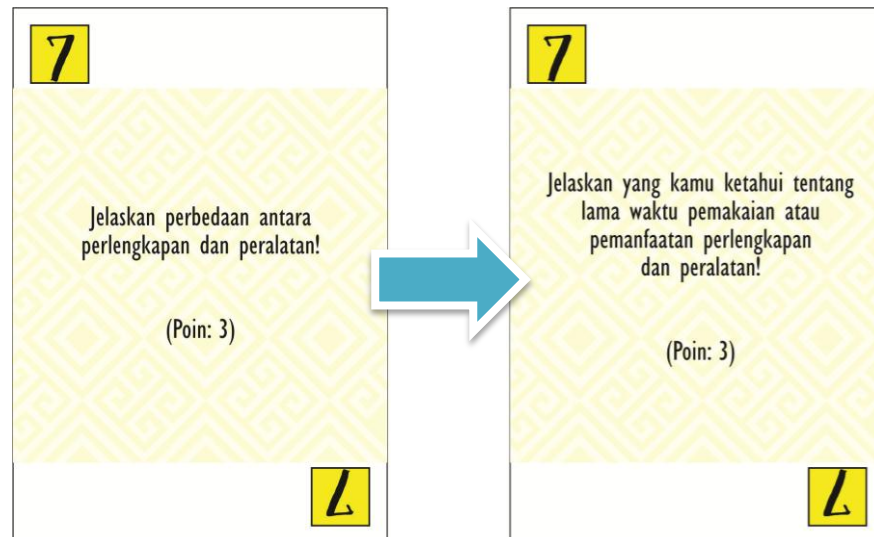 7
Jelaskan perbedaan antara
perlengkapan dan peralatan!
(Poin: 3)
7
7
Jelaskan yang kamu ketahui tentang
lama waktu pemakaian atau
pemanfaatan perlengkapan
dan peralatan!
(Poin: 3)
7